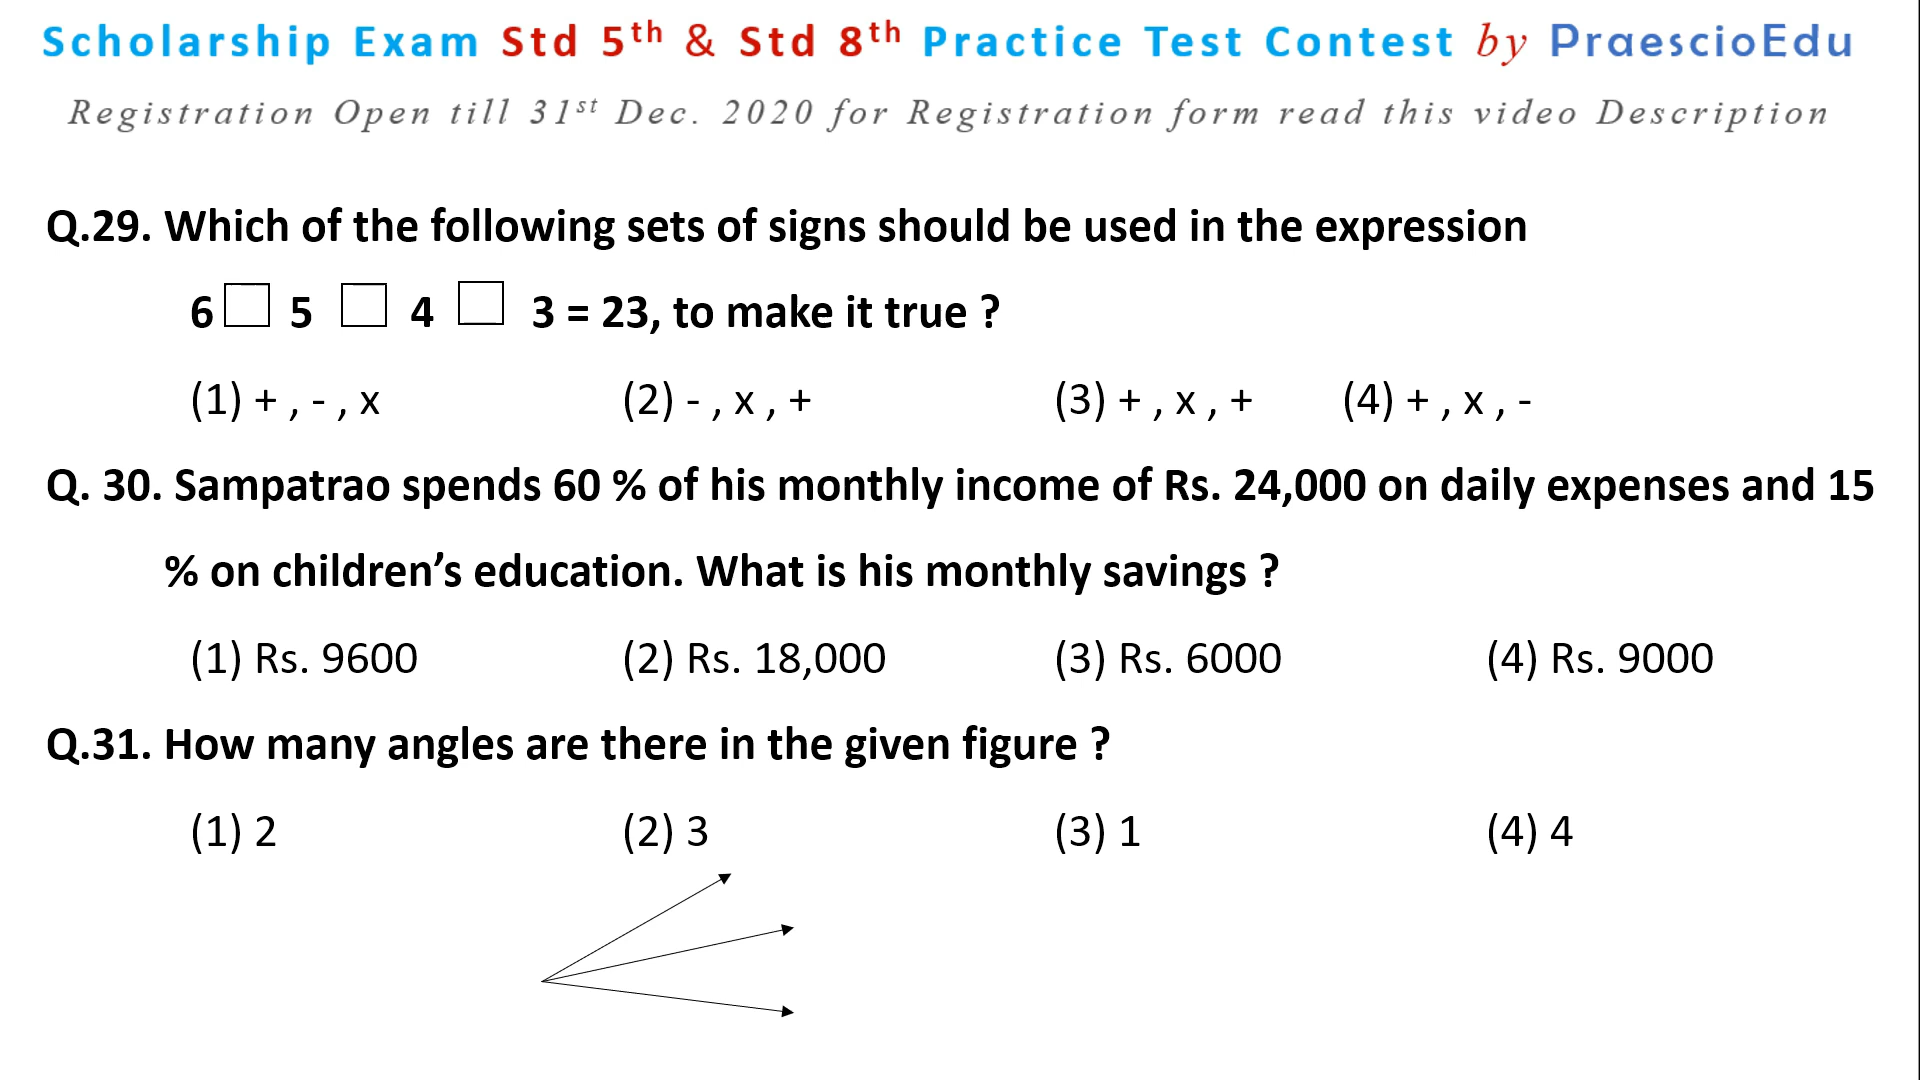 Scholarship Exam Std 5th & Std 8th Practice Test Contest by PraescioEdu
Registration Open till 31st Dec. 2020 for Registration form read this video Description
Q.29. Which of the following sets of signs should be used in the expression
6 □ 5 □ 4 □ 3 = 23, to make it true ?
(1) + , - , x (2) - , x , + (3) + , x , + (4) + , x , -
Q. 30. Sampatrao spends 60 % of his monthly income of Rs. 24,000 on daily expenses and 15
% on children’s education. What is his monthly savings ?
(1) Rs. 9600 (2) Rs. 18,000 (3) Rs. 6000 (4) Rs. 9000
Q.31. How many angles are there in the given figure ?
(1) 2 (2) 3 (3) 1 (4) 4